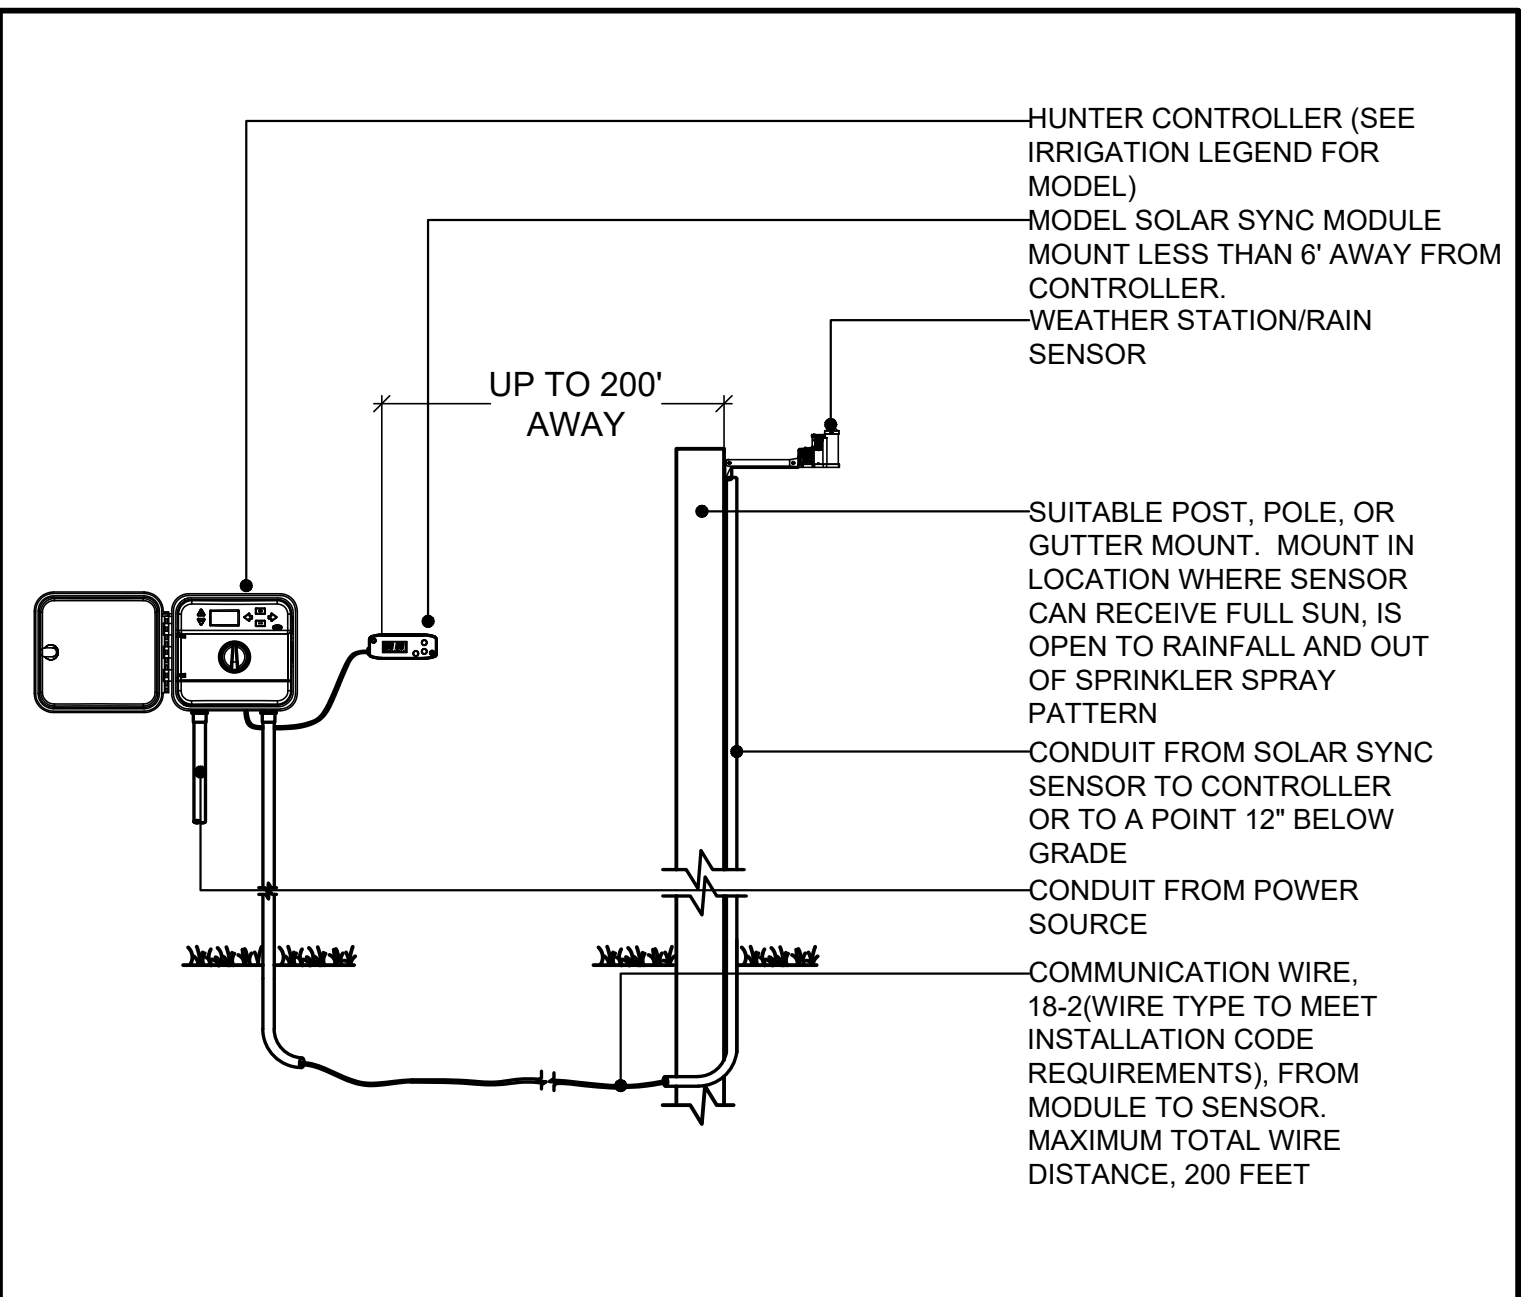 HUNTER CONTROLLER (SEE
IRRIGATION LEGEND FOR
MODEL)
MODEL SOLAR SYNC MODULE
MOUNT LESS THAN 6' AWAY FROM
CONTROLLER.
WEATHER STATION/RAIN
SENSOR
UP TO 200'
AWAY
SUITABLE POST, POLE, OR
GUTTER MOUNT.  MOUNT IN
LOCATION WHERE SENSOR
CAN RECEIVE FULL SUN, IS
OPEN TO RAINFALL AND OUT
OF SPRINKLER SPRAY
PATTERN
CONDUIT FROM SOLAR SYNC
SENSOR TO CONTROLLER
OR TO A POINT 12" BELOW
GRADE
CONDUIT FROM POWER
SOURCE
COMMUNICATION WIRE,
18-2(WIRE TYPE TO MEET
INSTALLATION CODE
REQUIREMENTS), FROM
MODULE TO SENSOR.
MAXIMUM TOTAL WIRE
DISTANCE, 200 FEET